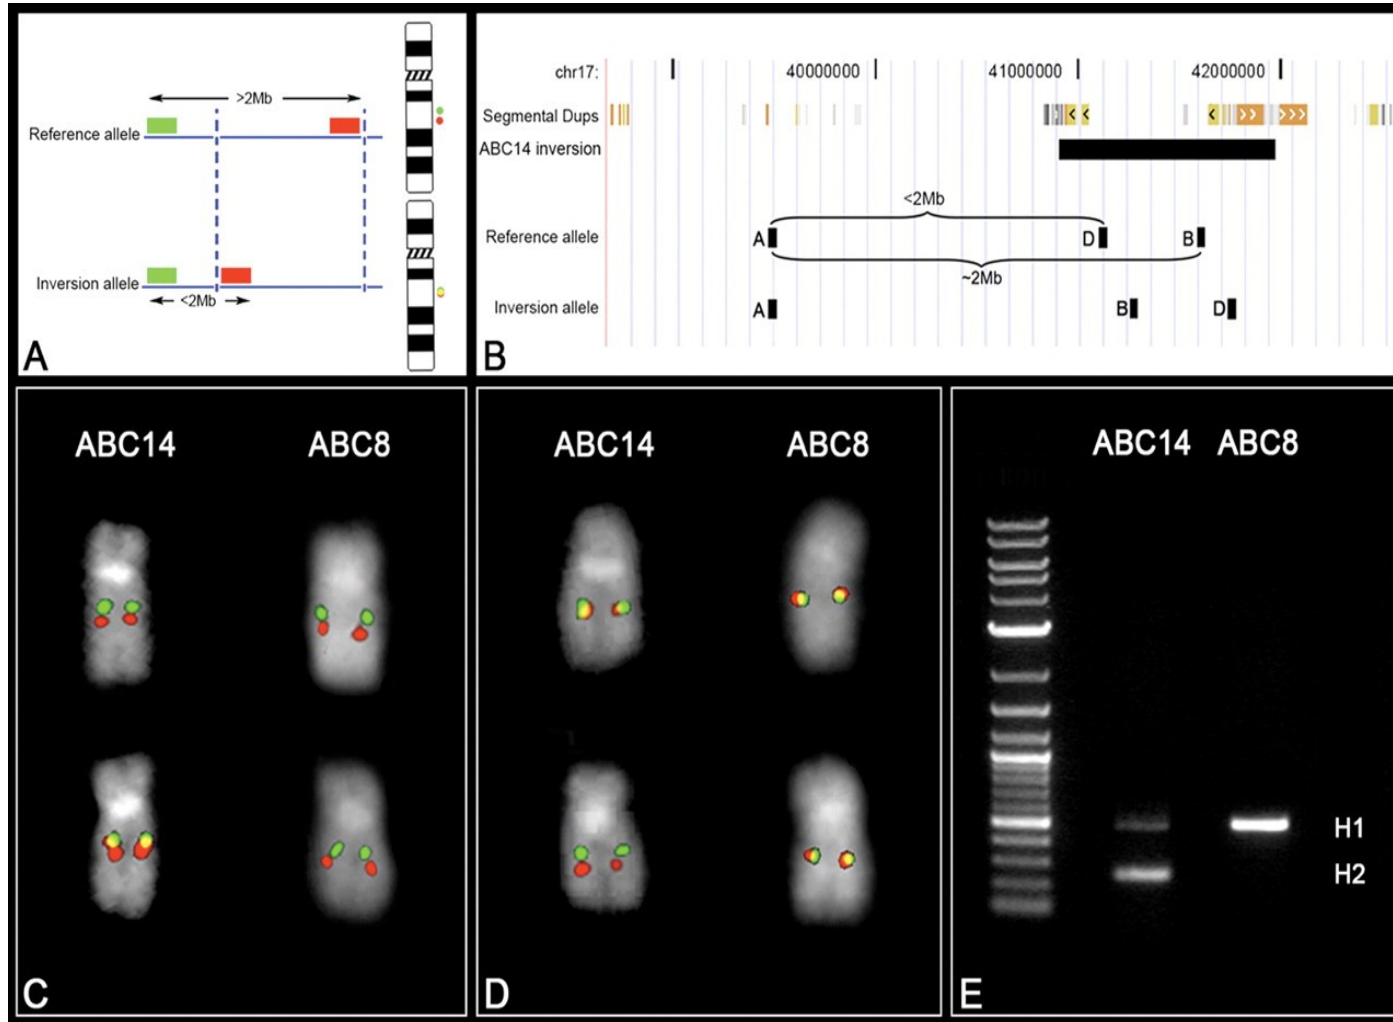 >2Mb
Reference allele
Inversion allele
<2Mb
A
chr17: 40000000 41000000 42000000
Segmental Dups
ABC14 inversion
<2Mb
Reference allele A D B
~2Mb
Inversion allele A B D
B
ABC14 ABC8
C
ABC14 ABC8
D
ABC14 ABC8
H1
H2
E